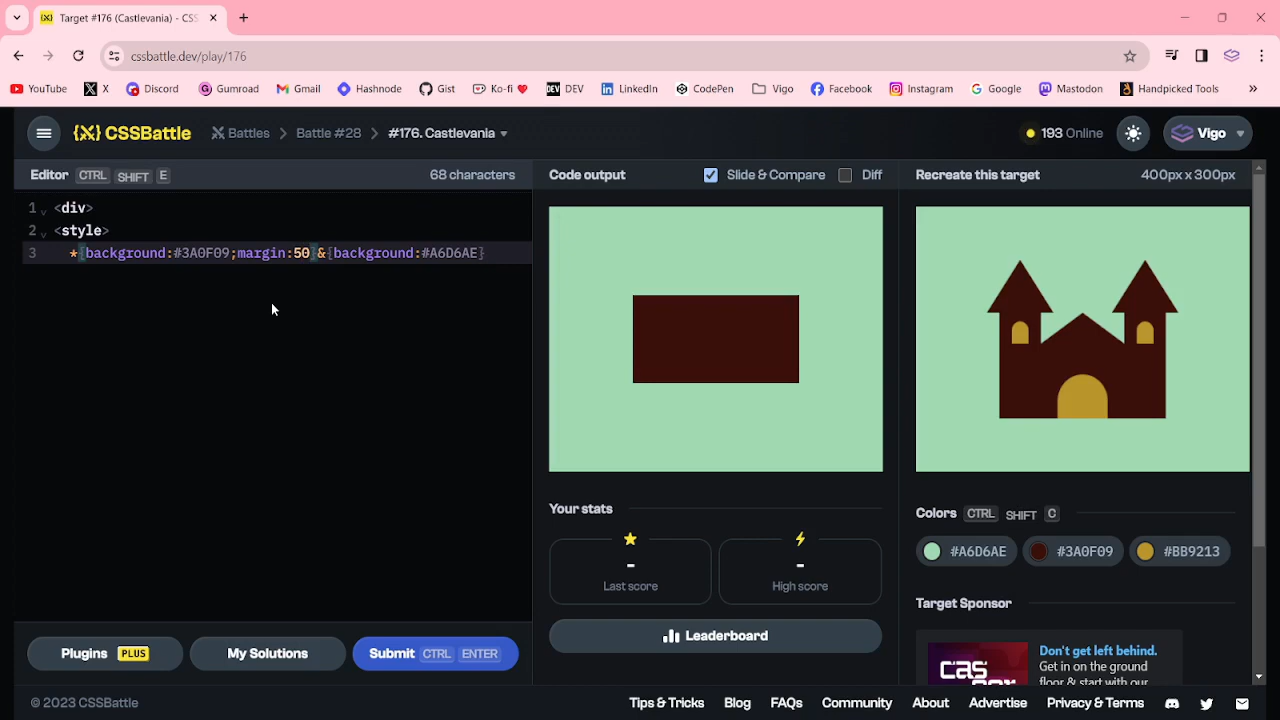 Target #176 (Castlevania) - CSS
cssbattle.dev/play/176
YouTube X Discord Gumroad Gmail Hashnode Gist Ko-fi DEV LinkedIn CodePen Vigo Facebook Instagram Google Mastodon Handpicked Tools »
{X} CSSBattle Battles > Battle #28 > #176. Castlevania 193 Online Vigo
Editor CTRL SHIFT E 68 characters
1 <div>
2 <style>
3 *{background:#3A0F09;margin:50}&{background:#A6D6AE}
Plugins PLUS My Solutions Submit CTRL ENTER
Code output Slide & Compare Diff
Your stats
-
Last score
-
High score
Leaderboard
Recreate this target 400px x 300px
Colors CTRL SHIFT C
#A6D6AE #3A0F09 #BB9213
Target Sponsor
Don't get left behind.
Get in on the ground
floor & start with our
© 2023 CSSBattle Tips & Tricks Blog FAQs Community About Advertise Privacy & Terms